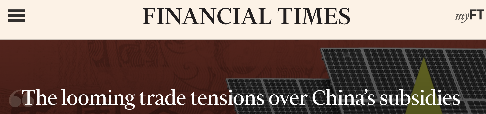 FINANCIAL TIMES
myFT
The looming trade tensions over China's subsidies